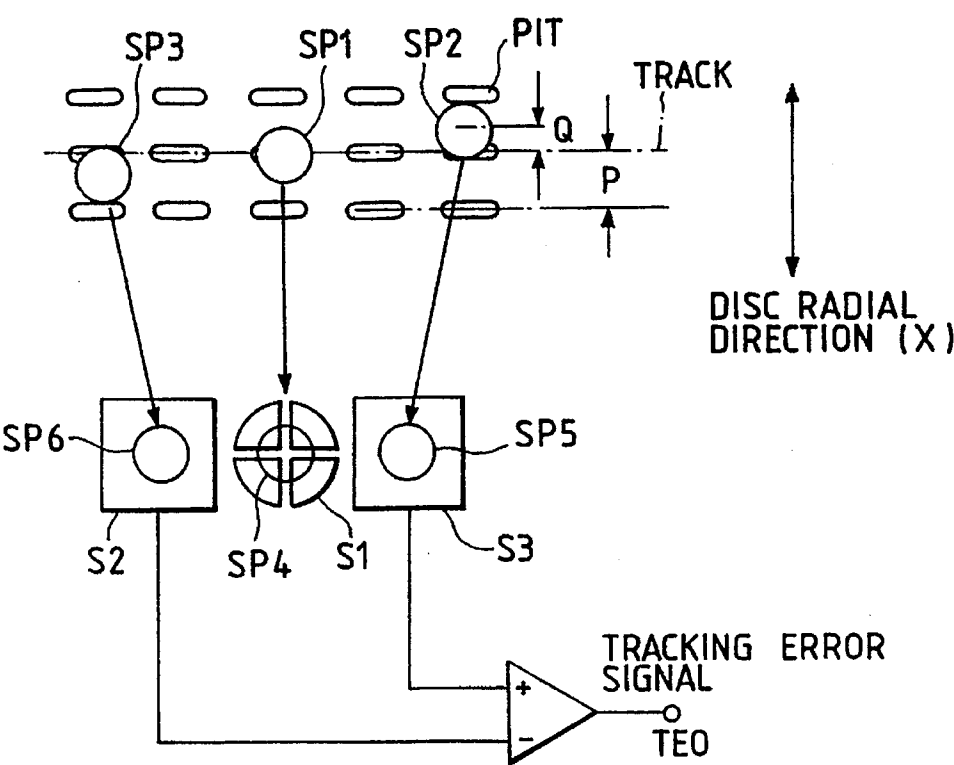 SP3
SP1
SP2
PIT
TRACK
Q
P
DISC RADIAL
DIRECTION (X)
SP6
SP5
S2
SP4
S1
S3
TRACKING ERROR
SIGNAL
+
−
TEO